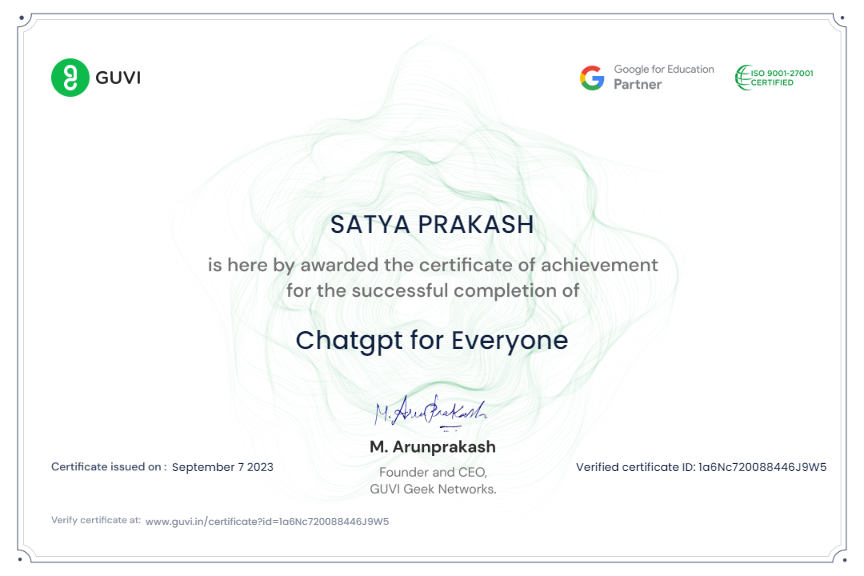 GUVI
Google for Education
Partner
ISO 9001-27001
CERTIFIED
SATYA PRAKASH
is here by awarded the certificate of achievement
for the successful completion of
Chatgpt for Everyone
M. Arunprakash
M. Arunprakash
Founder and CEO,
GUVI Geek Networks.
Certificate issued on : September 7 2023
Verified certificate ID: 1a6Nc720088446J9W5
Verify certificate at: www.guvi.in/certificate?id=1a6Nc720088446J9W5